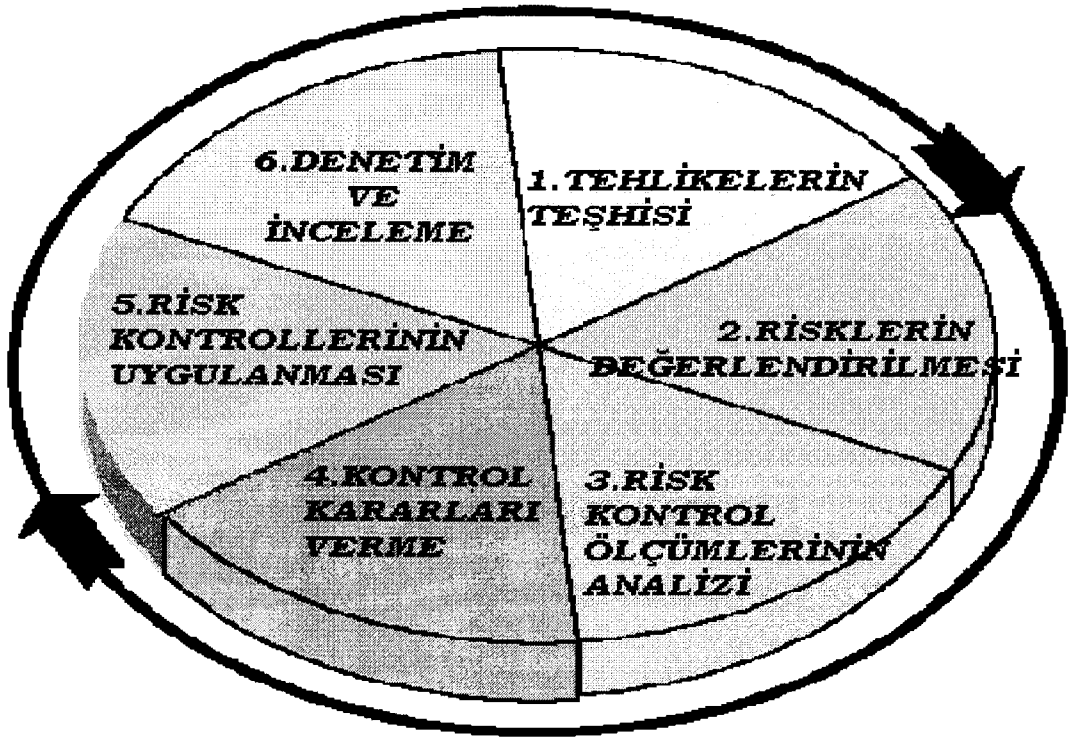 1.TEHLİKELERİN
TEŞHİSİ
2.RİSKLERİN
DEĞERLENDİRİLMESİ
3.RİSK
KONTROL
ÖLÇÜMLERİNİN
ANALİZİ
4.KONTROL
KARARLARI
VERME
5.RİSK
KONTROLLERİNİN
UYGULANMASI
6.DENETİM
VE
İNCELEME